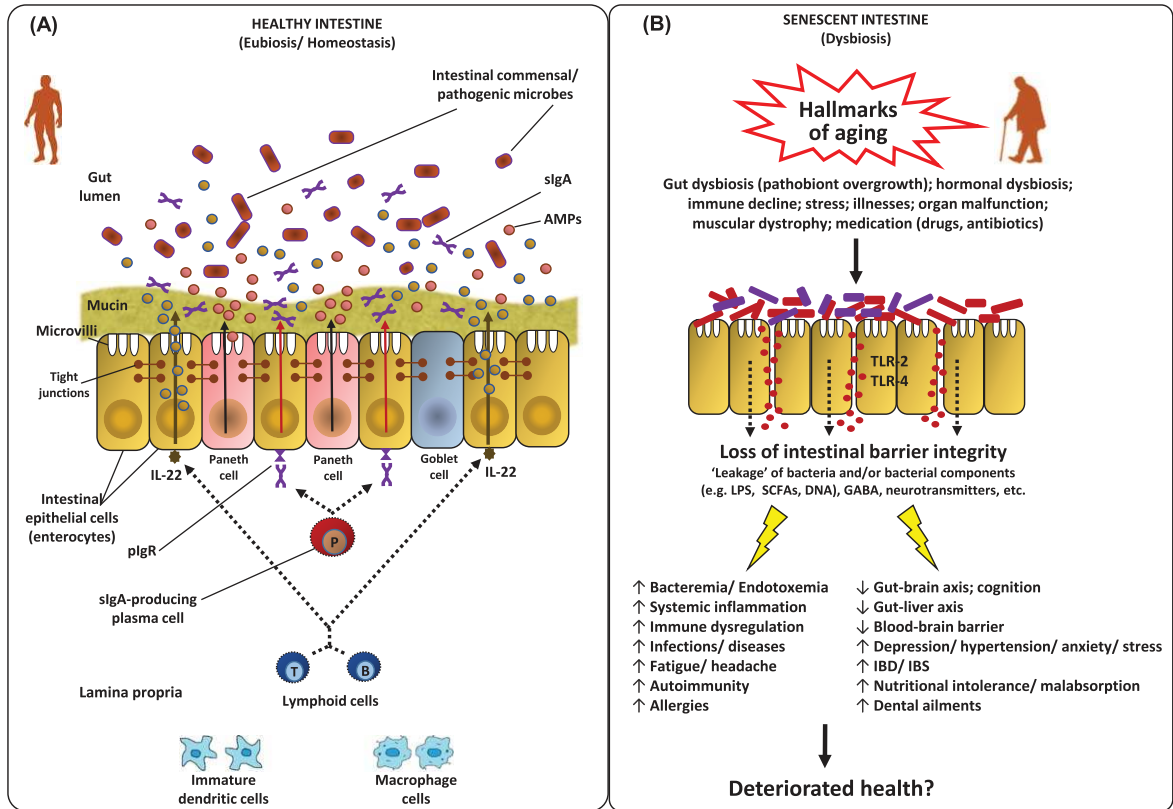 (A)
HEALTHY INTESTINE
(Eubiosis/ Homeostasis)
Intestinal commensal/
pathogenic microbes
Gut
lumen
sIgA
AMPs
Mucin
Microvilli
Tight
junctions
IL-22
Paneth
cell
Paneth
cell
Goblet
cell
IL-22
Intestinal
epithelial cells
(enterocytes)
pIgR
P
sIgA-producing
plasma cell
T
B
Lymphoid cells
Lamina propria
Immature
dendritic cells
Macrophage
cells
(B)
SENESCENT INTESTINE
(Dysbiosis)
Hallmarks
of aging
Gut dysbiosis (pathobiont overgrowth); hormonal dysbiosis;
immune decline; stress; illnesses; organ malfunction;
muscular dystrophy; medication (drugs, antibiotics)
TLR-2
TLR-4
Loss of intestinal barrier integrity
‘Leakage’ of bacteria and/or bacterial components
(e.g. LPS, SCFAs, DNA), GABA, neurotransmitters, etc.
↑ Bacteremia/ Endotoxemia
↑ Systemic inflammation
↑ Immune dysregulation
↑ Infections/ diseases
↑ Fatigue/ headache
↑ Autoimmunity
↑ Allergies
↓ Gut-brain axis; cognition
↓ Gut-liver axis
↓ Blood-brain barrier
↑ Depression/ hypertension/ anxiety/ stress
↑ IBD/ IBS
↑ Nutritional intolerance/ malabsorption
↑ Dental ailments
Deteriorated health?